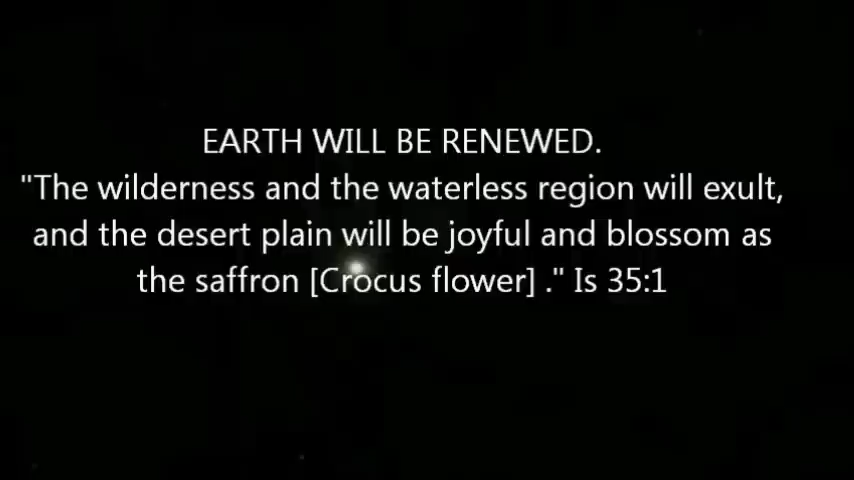 EARTH WILL BE RENEWED.
"The wilderness and the waterless region will exult,
and the desert plain will be joyful and blossom as
the saffron [Crocus flower] ." Is 35:1